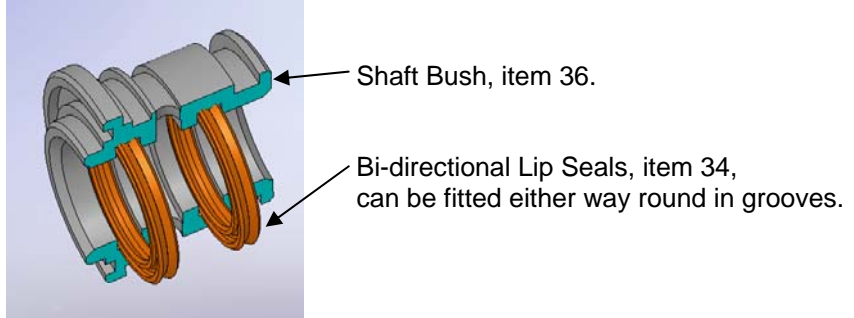 Shaft Bush, item 36.
Bi-directional Lip Seals, item 34,
can be fitted either way round in grooves.